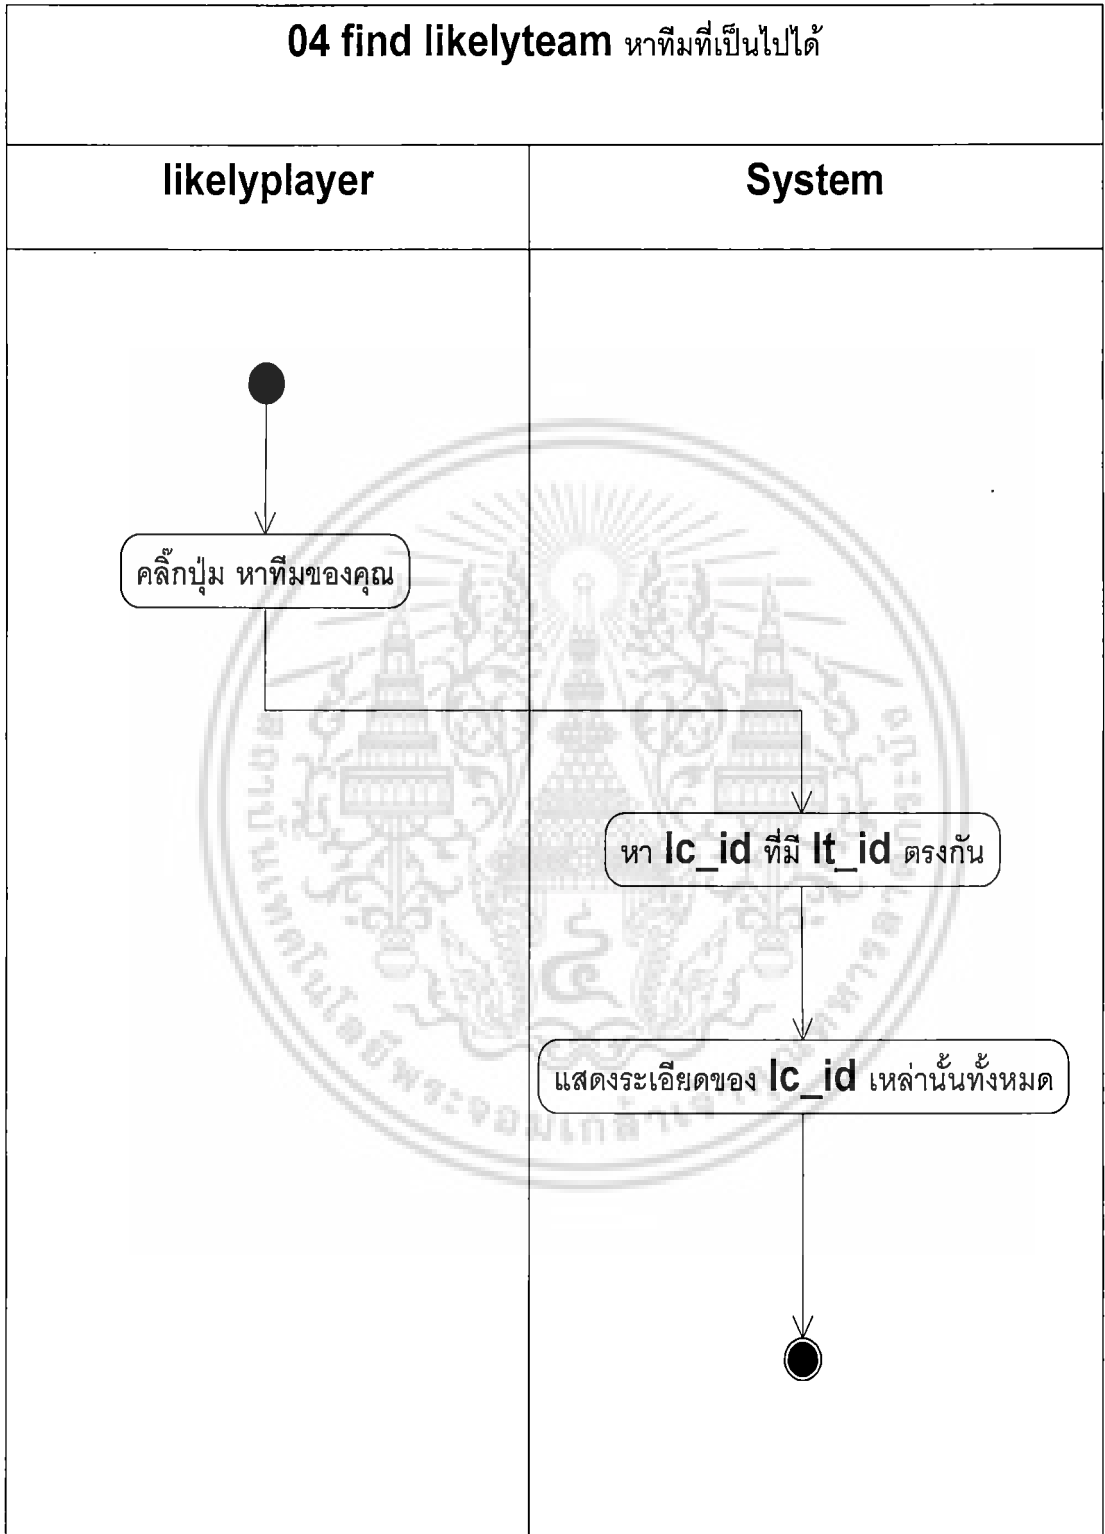 04 find likelyteam หาทีมที่เป็นไปได้
likelyplayer
System
คลิ๊กปุ่ม หาทีมของคุณ
หา lc_id ที่มี lt_id ตรงกัน
แสดงระเอียดของ lc_id เหล่านั้นทั้งหมด